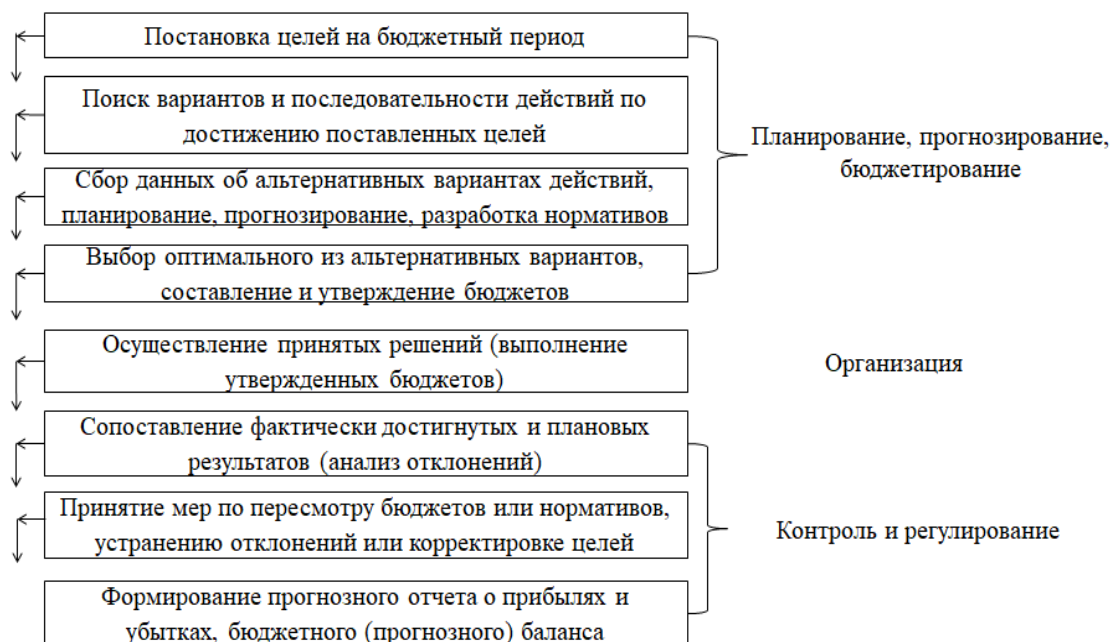 Постановка целей на бюджетный период
Поиск вариантов и последовательности действий по
достижению поставленных целей
Сбор данных об альтернативных вариантах действий,
планирование, прогнозирование, разработка нормативов
Выбор оптимального из альтернативных вариантов,
составление и утверждение бюджетов
Планирование, прогнозирование,
бюджетирование
Осуществление принятых решений (выполнение
утвержденных бюджетов)
Организация
Сопоставление фактически достигнутых и плановых
результатов (анализ отклонений)
Принятие мер по пересмотру бюджетов или нормативов,
устранению отклонений или корректировке целей
Формирование прогнозного отчета о прибылях и
убытках, бюджетного (прогнозного) баланса
Контроль и регулирование